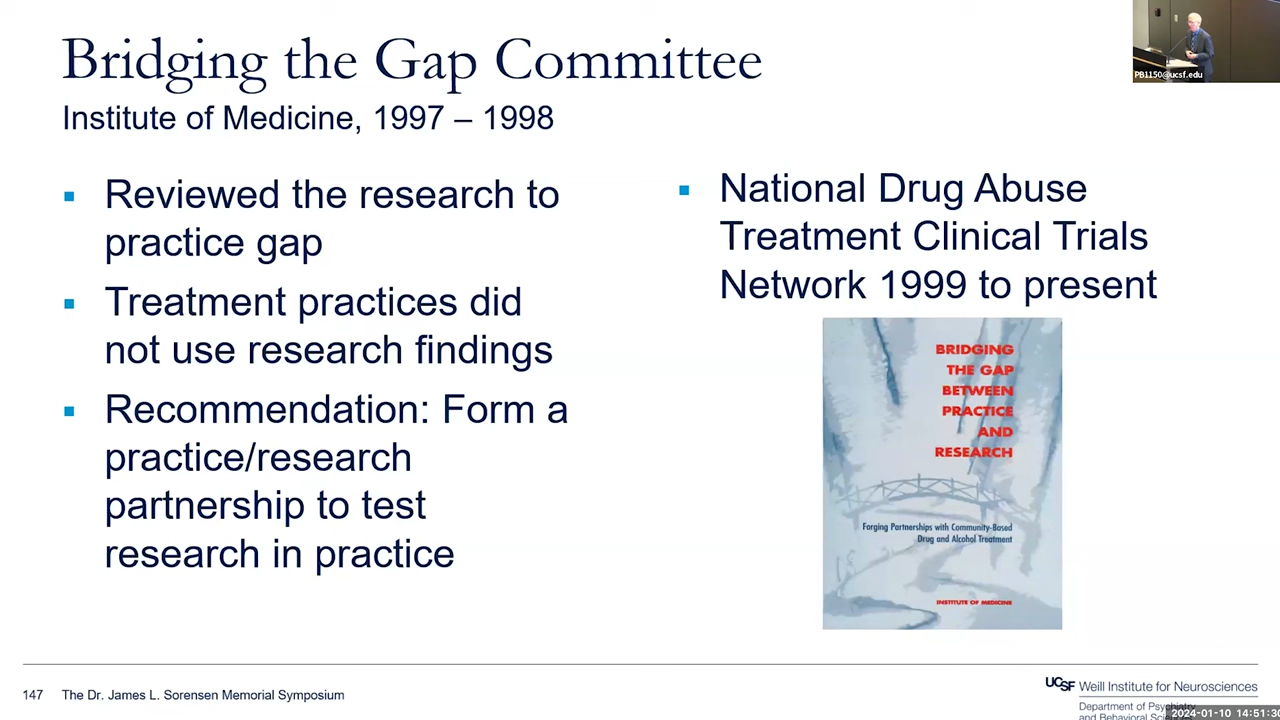 Bridging the Gap Committee
Institute of Medicine, 1997 – 1998
▪ Reviewed the research to
practice gap
▪ Treatment practices did
not use research findings
▪ Recommendation: Form a
practice/research
partnership to test
research in practice
▪ National Drug Abuse
Treatment Clinical Trials
Network 1999 to present
BRIDGING
THE GAP
BETWEEN
PRACTICE
AND
RESEARCH
Forging Partnerships with Community-Based
Drug and Alcohol Treatment
INSTITUTE OF MEDICINE
PB1150@ucsf.edu
147 The Dr. James L. Sorensen Memorial Symposium
UCSF Weill Institute for Neurosciences
Department of Psychiatry
and Behavioral
2024-01-10 14:51:30